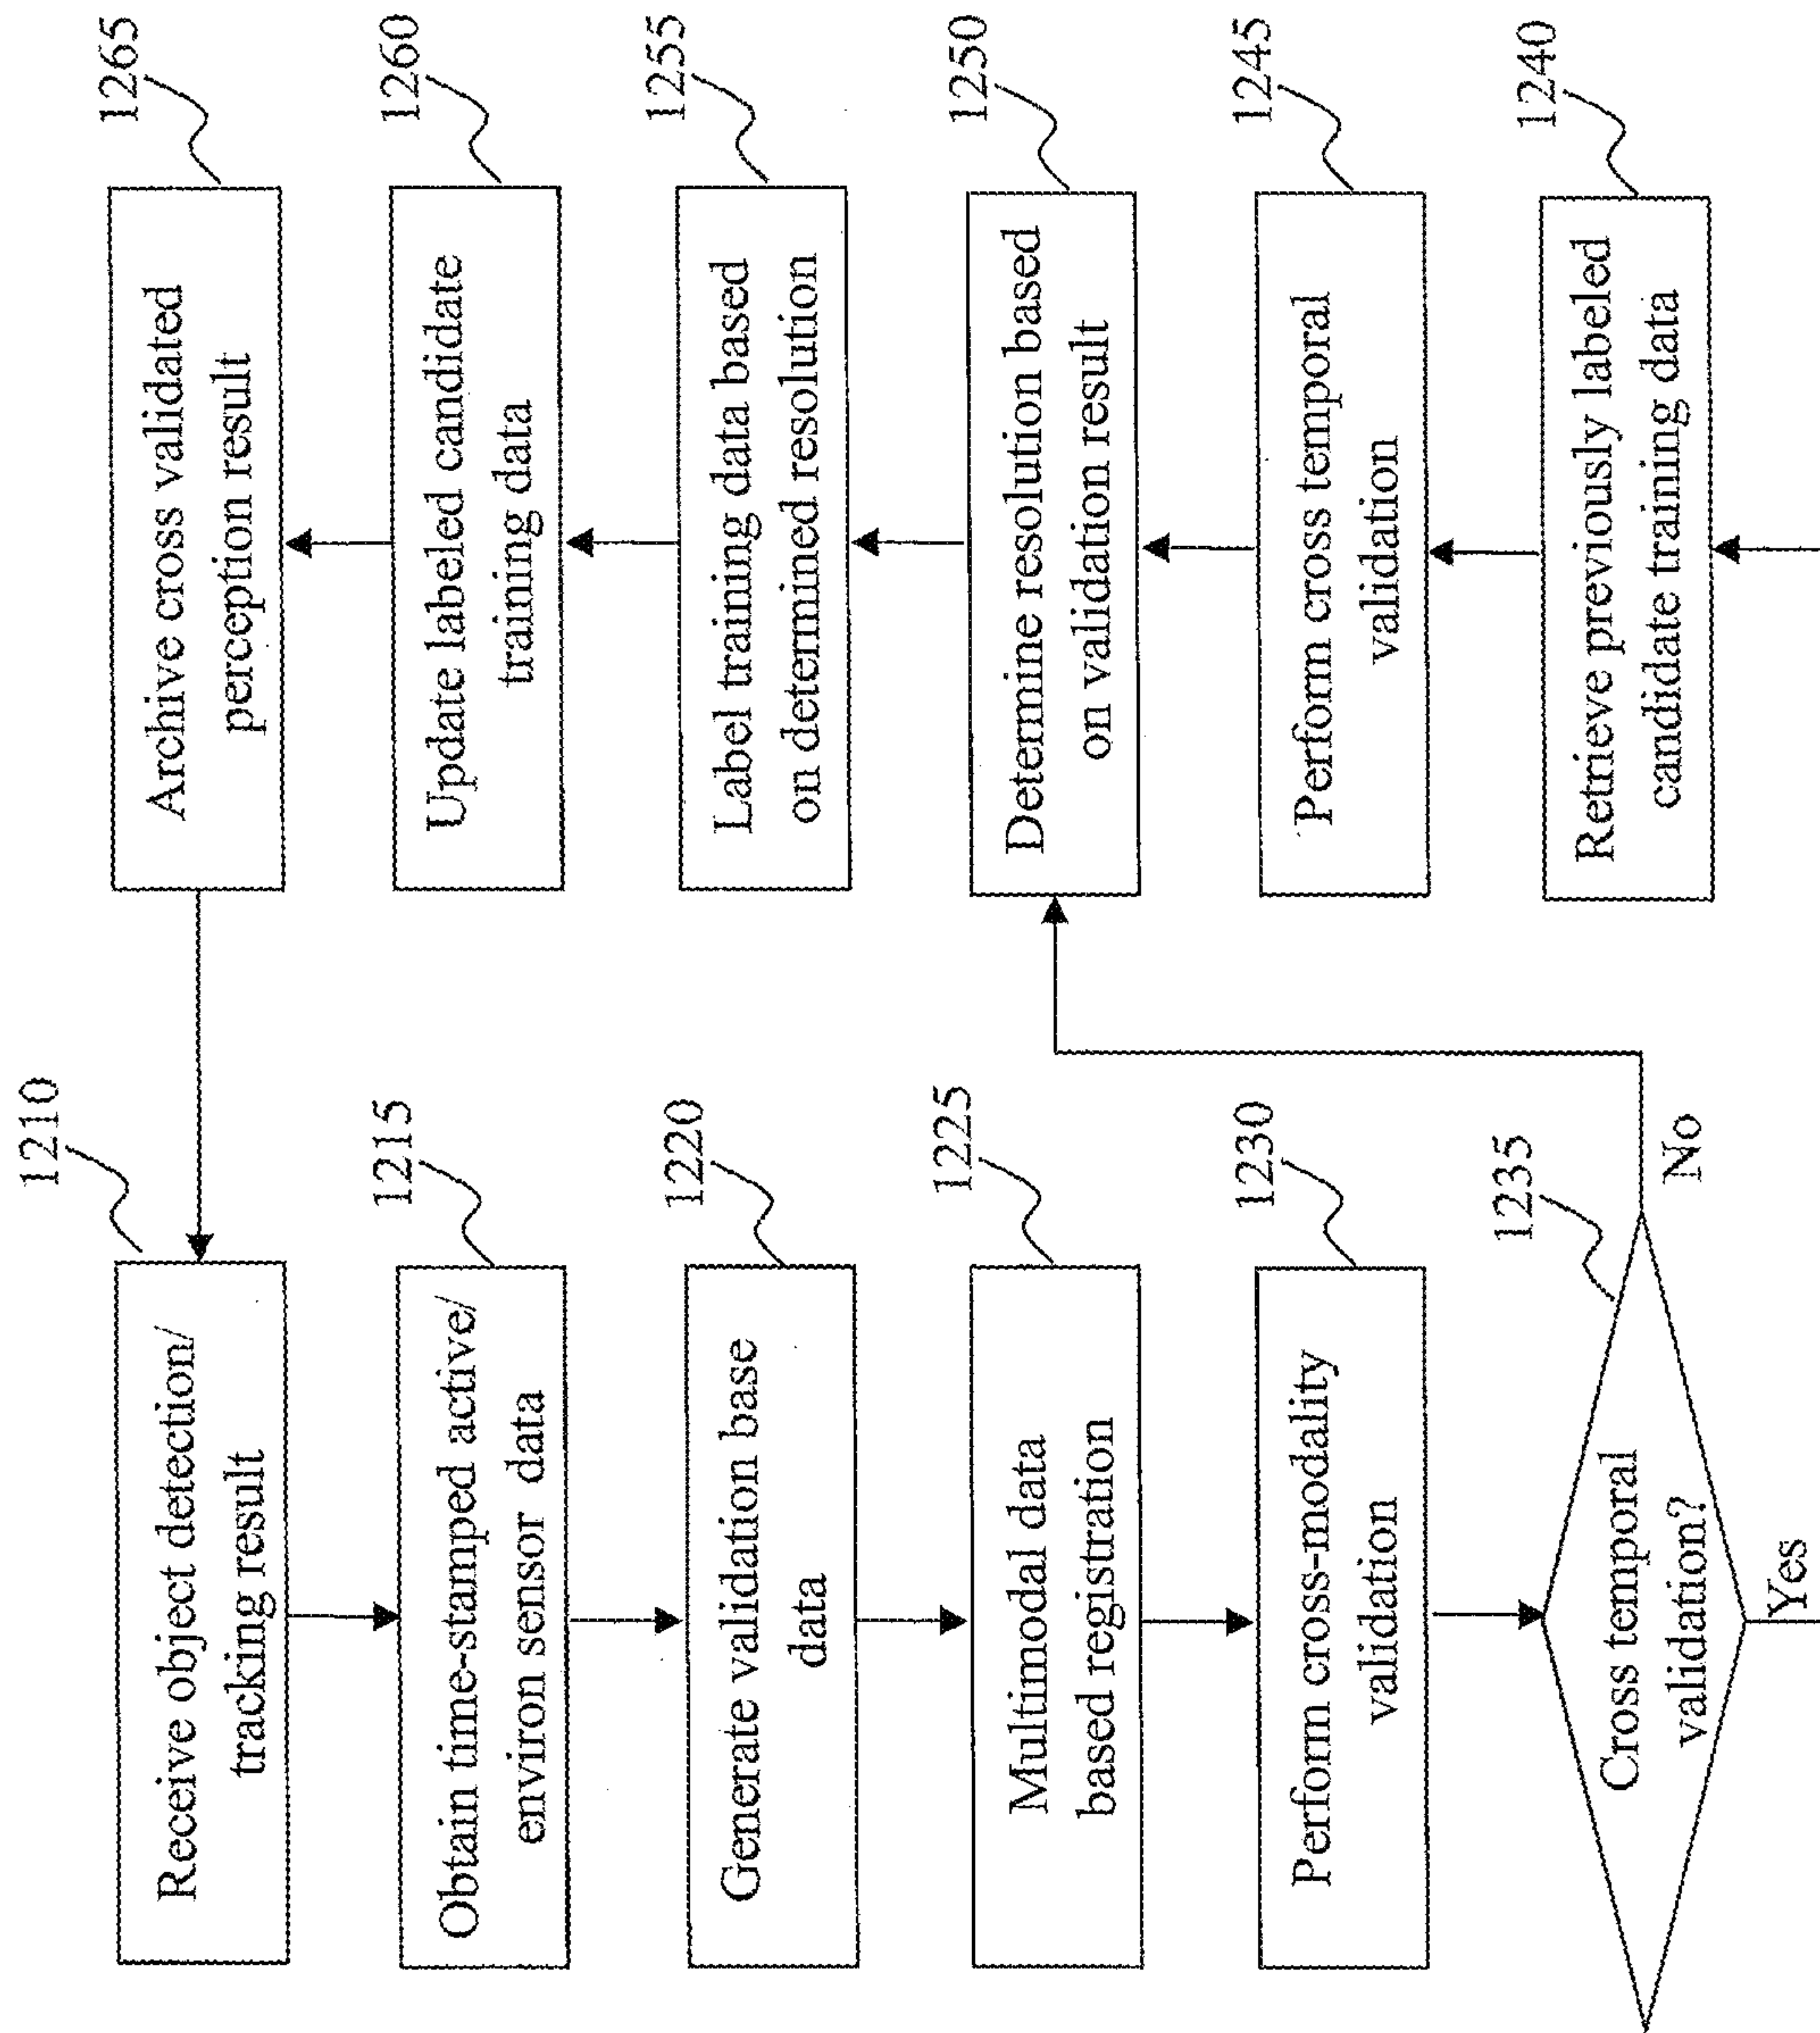 1210
Receive object detection/
tracking result
1215
Obtain time-stamped active/
environ sensor data
1220
Generate validation base
data
1225
Multimodal data
based registration
1230
Perform cross-modality
validation
1235
Cross temporal
validation?
No
Yes
1240
Retrieve previously labeled
candidate training data
1245
Perform cross temporal
validation
1250
Determine resolution based
on validation result
1255
Label training data based
on determined resolution
1260
Update labeled candidate
training data
1265
Archive cross validated
perception result